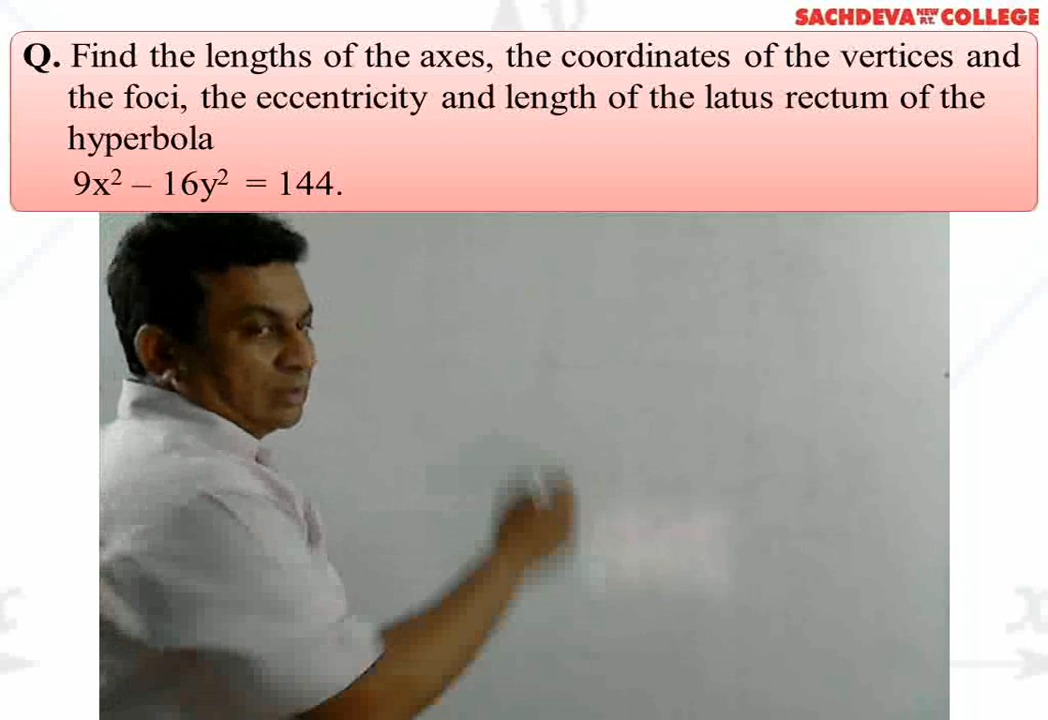 SACHDEVA NEW P.T. COLLEGE
Q. Find the lengths of the axes, the coordinates of the vertices and
the foci, the eccentricity and length of the latus rectum of the
hyperbola
9x² – 16y² = 144.